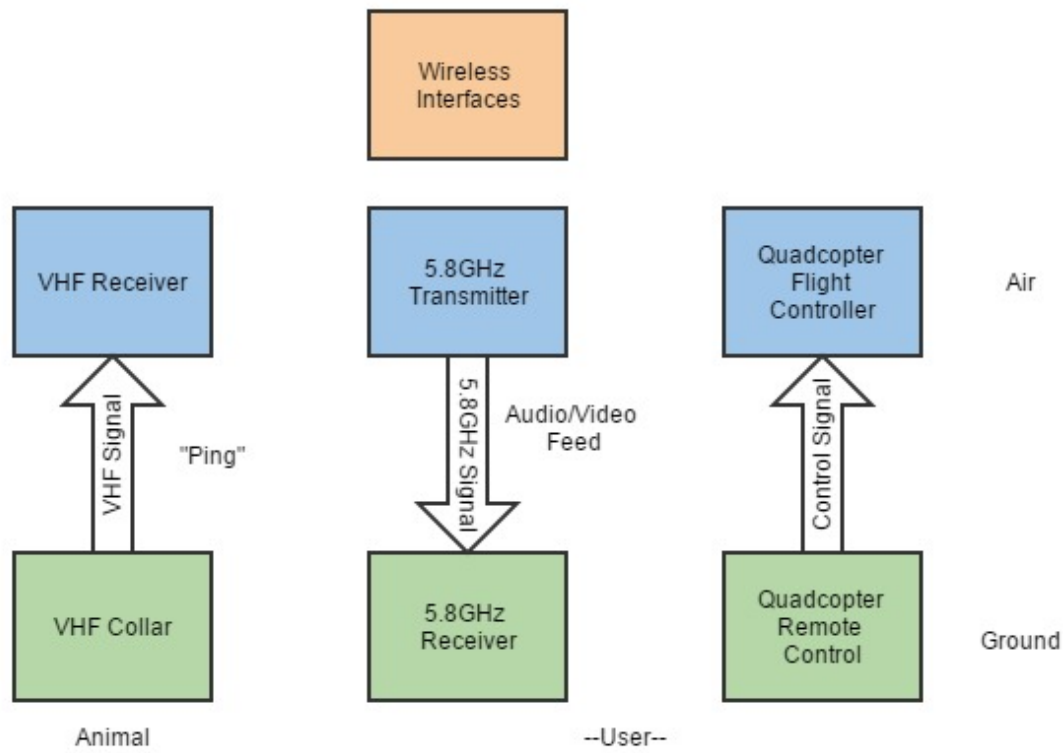 Wireless
Interfaces
VHF Receiver
5.8GHz
Transmitter
Quadcopter
Flight
Controller
Air
VHF Signal
"Ping"
5.8GHz Signal
Audio/Video
Feed
Control Signal
VHF Collar
5.8GHz
Receiver
Quadcopter
Remote
Control
Ground
Animal
--User--